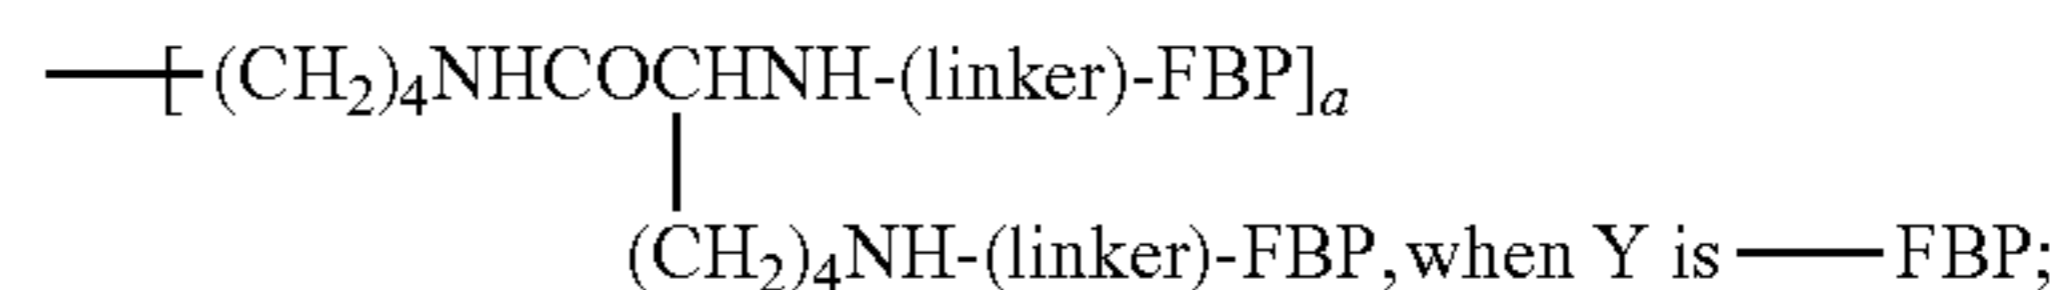 —[(CH₂)₄NHCOCHNH-(linker)-FBP]ₐ
(CH₂)₄NH-(linker)-FBP, when Y is —FBP;